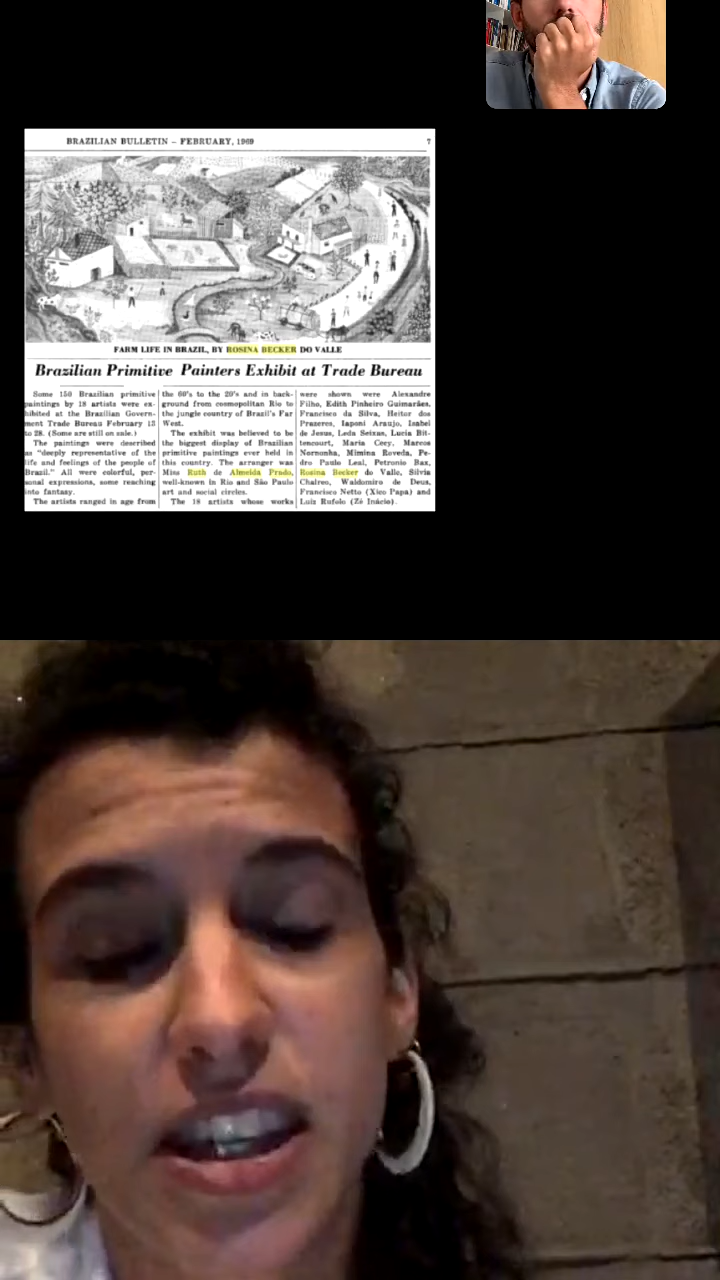 BRAZILIAN BULLETIN – FEBRUARY, 1969 7
FARM LIFE IN BRAZIL, BY ROSINA BECKER DO VALLE
Brazilian Primitive Painters Exhibit at Trade Bureau
Some 150 Brazilian primitive
paintings by 18 artists were ex-
hibited at the Brazilian Govern-
ment Trade Bureau February 13
to 28. (Some are still on sale.)
The paintings were described
as "deeply representative of the
life and feelings of the people of
Brazil." All were colorful, per-
sonal expressions, some reaching
into fantasy.
The artists ranged in age from
the 60's to the 20's and in back-
ground from cosmopolitan Rio to
the jungle country of Brazil's Far
West.
The exhibit was believed to be
the biggest display of Brazilian
primitive paintings ever held in
this country. The arranger was
Miss Ruth de Almeida Prado,
well-known in Rio and São Paulo
art and social circles.
The 18 artists whose works
were shown were Alexandre
Filho, Edith Pinheiro Guimarães,
Francisco da Silva, Heitor dos
Prazeres, Iaponi Araujo, Isabel
de Jesus, Leda Seixas, Lucia Bit-
tencourt, Maria Cecy, Marcos
Nornonha, Mimina Roveda, Pe-
dro Paulo Leal, Petronio Bax,
Rosina Becker do Valle, Silvia
Chalreo, Waldomiro de Deus,
Francisco Netto (Xico Papa) and
Luiz Rufolo (Zé Inácio).